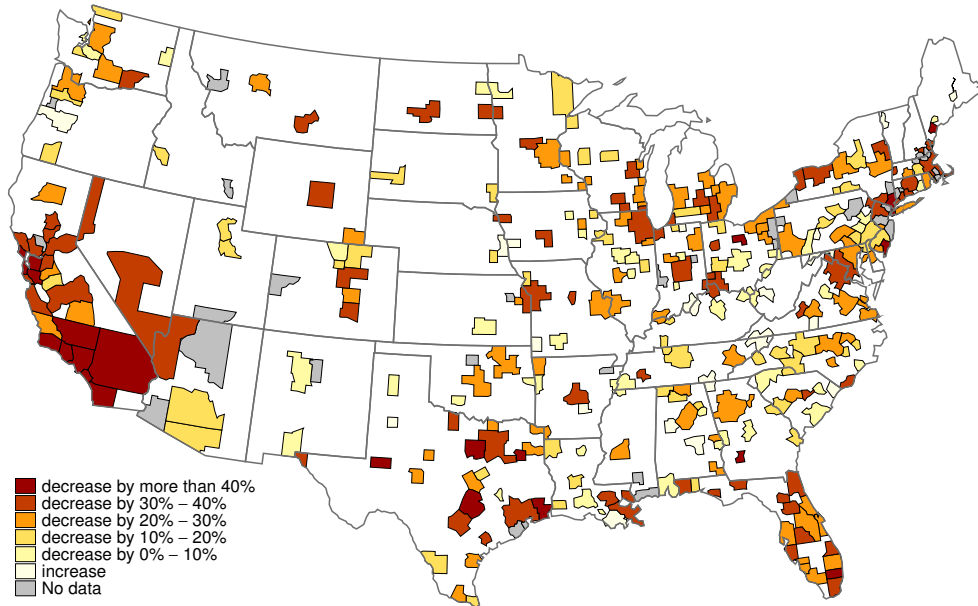 decrease by more than 40%
decrease by 30% − 40%
decrease by 20% − 30%
decrease by 10% − 20%
decrease by 0% − 10%
increase
No data